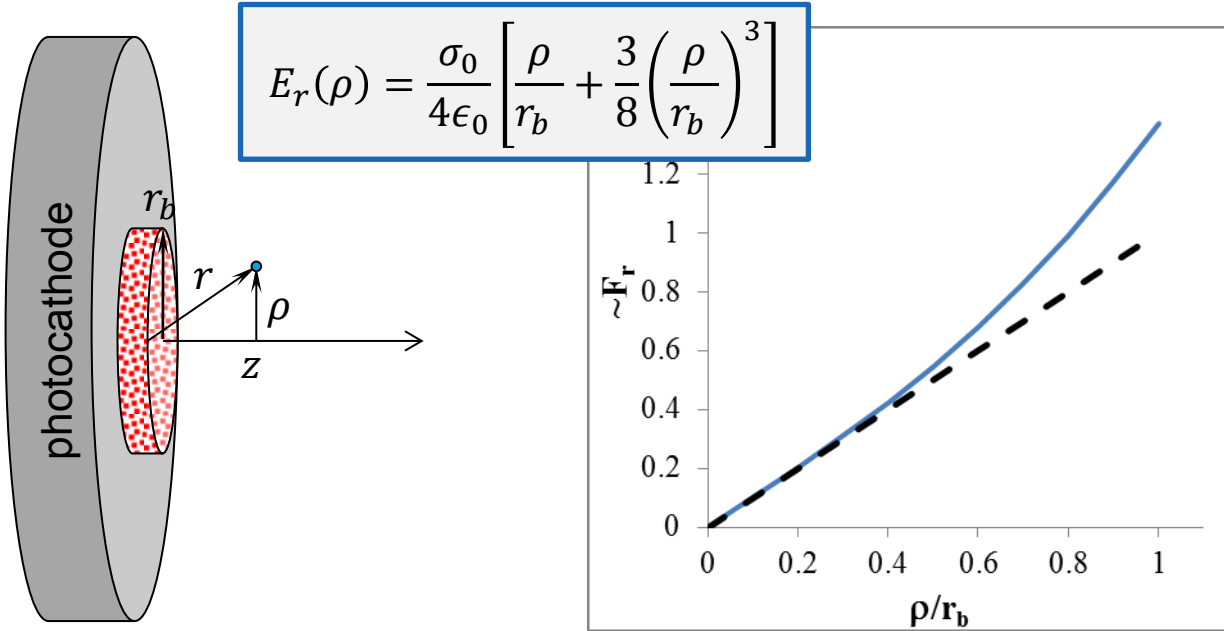 E_r(ρ) = σ_0/4ϵ_0 [ρ/r_b + 3/8 (ρ/r_b)^3]
photocathode
r_b
r
ρ
z
~F_r
1.2
1
0.8
0.6
0.4
0.2
0
0 0.2 0.4 0.6 0.8 1
ρ/r_b